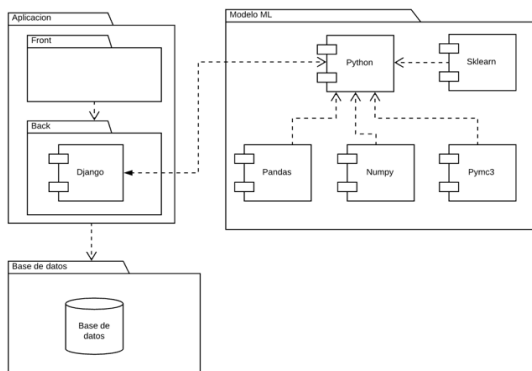 Aplicacion
Front
Back
Django
Modelo ML
Python
Sklearn
Pandas
Numpy
Pymc3
Base de datos
Base de
datos